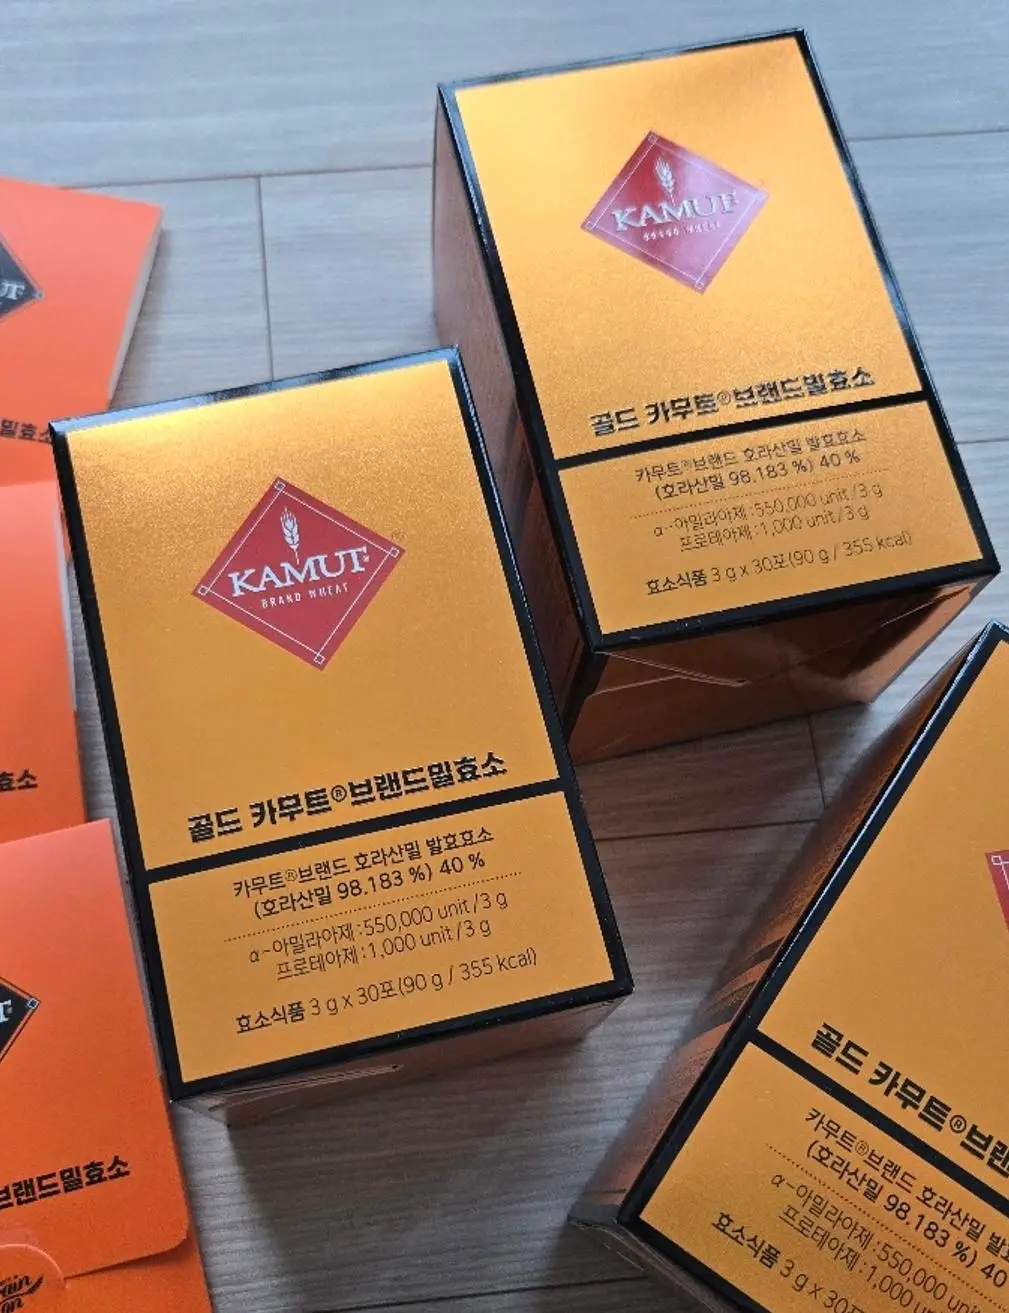 KAMUT
BRAND WHEAT
골드 카무트®브랜드밀효소
카무트®브랜드 호라산밀 발효효소
(호라산밀 98.183 %) 40 %
α-아밀라아제 : 550,000 unit / 3 g
프로테아제 : 1,000 unit / 3 g
효소식품 3 g x 30포(90 g / 355 kcal)
밀효소
KAMUT
®
BRAND WHEAT
골드 카무트®브랜드밀효소
카무트®브랜드 호라산밀 발효효소
(호라산밀 98.183 %) 40 %
α-아밀라아제 : 550,000 unit / 3 g
프로테아제 : 1,000 unit / 3 g
효소식품 3 g x 30포(90 g / 355 kcal)
효소
브랜드밀효소
골드 카무트®브랜
카무트®브랜드 호라산밀 발효
(호라산밀 98.183 %) 40
α-아밀라아제 : 550,000 un
프로테아제 : 1,000 u
효소식품 3 g x 30